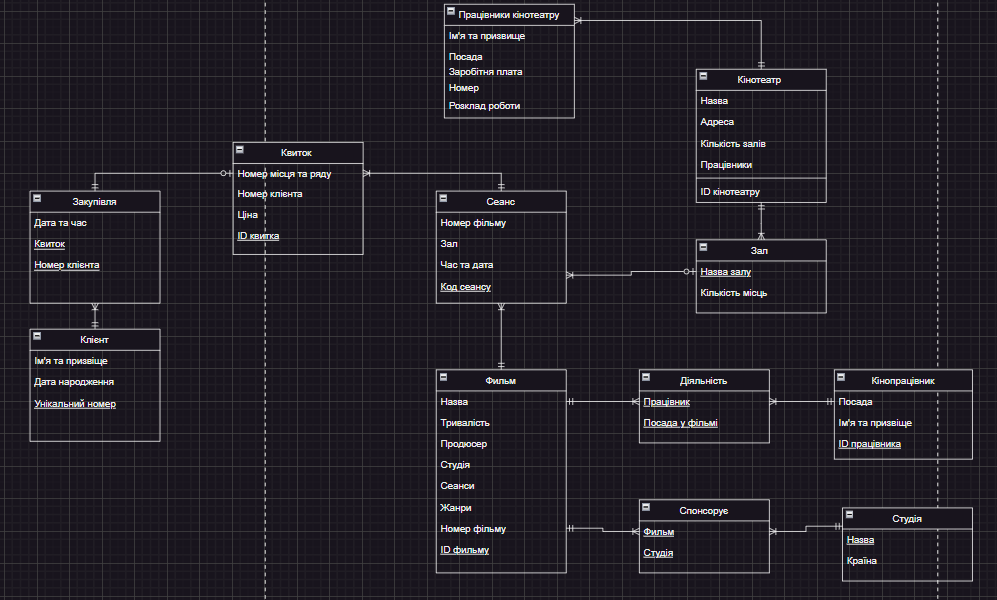 Працівники кінотеатру
Ім'я та призвище
Посада
Заробітня плата
Номер
Розклад роботи
Кінотеатр
Назва
Адреса
Кількість залів
Працівники
ID кінотеатру
Квиток
Номер місця та ряду
Номер клієнта
Ціна
ID квитка
Закупівля
Дата та час
Квиток
Номер клієнта
Сеанс
Номер фільму
Зал
Час та дата
Код сеансу
Зал
Назва залу
Кількість місць
Клієнт
Ім'я та призвіще
Дата народження
Унікальний номер
Фильм
Назва
Тривалість
Продюсер
Студія
Сеанси
Жанри
Номер фільму
ID фильму
Діяльність
Працівник
Посада у фільмі
Кінопрацівник
Посада
Ім'я та призвіще
ID працівника
Спонсорує
Фильм
Студія
Студія
Назва
Країна